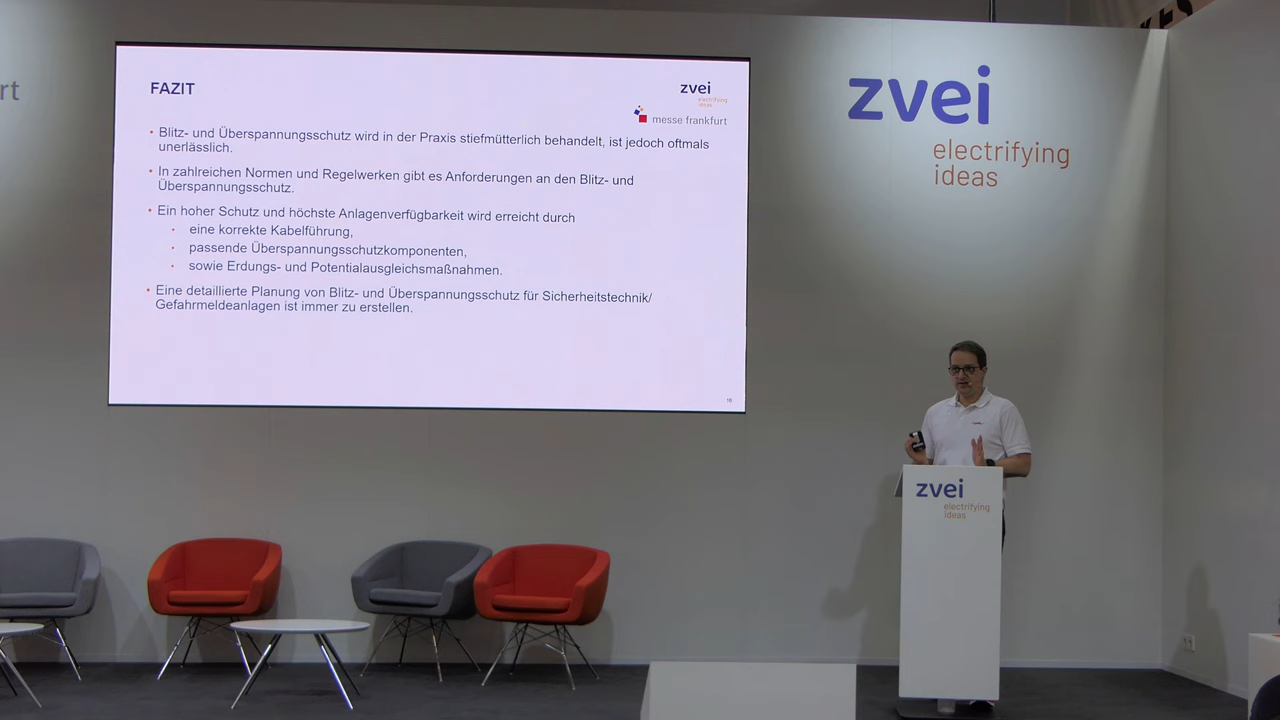 rt
FAZIT
zvei
electrifying
ideas
messe frankfurt
• Blitz- und Überspannungsschutz wird in der Praxis stiefmütterlich behandelt, ist jedoch oftmals
unerlässlich.
• In zahlreichen Normen und Regelwerken gibt es Anforderungen an den Blitz- und
Überspannungsschutz.
• Ein hoher Schutz und höchste Anlagenverfügbarkeit wird erreicht durch
• eine korrekte Kabelführung,
• passende Überspannungsschutzkomponenten,
• sowie Erdungs- und Potentialausgleichsmaßnahmen.
• Eine detaillierte Planung von Blitz- und Überspannungsschutz für Sicherheitstechnik/
Gefahrmeldeanlagen ist immer zu erstellen.
zvei
electrifying
ideas
zvei
electrifying
ideas